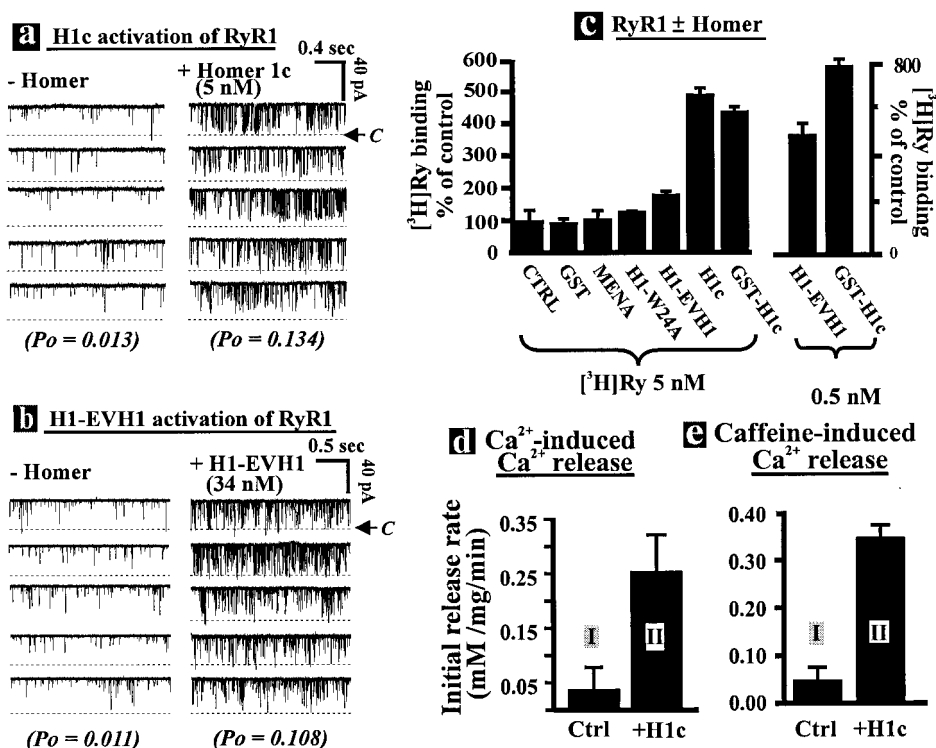 a H1c activation of RyR1
0.4 sec
40 pA
- Homer
+ Homer 1c
(5 nM)
C
(Po = 0.013)
(Po = 0.134)
b H1-EVH1 activation of RyR1
0.5 sec
40 pA
- Homer
+ H1-EVH1
(34 nM)
C
(Po = 0.011)
(Po = 0.108)
c RyR1 ± Homer
[³H]Ry binding
% of control
600
500
400
300
200
100
0
CTRL
GST
MENA
H1-W24A
H1-EVH1
H1c
GST-H1c
[³H]Ry 5 nM
800
0
[³H]Ry binding
% of control
H1-EVH1
GST-H1c
0.5 nM
d Ca²⁺-induced
Ca²⁺ release
Initial release rate
(mM /mg/min)
0.35
0.25
0.15
0.05
I
II
Ctrl
+H1c
e Caffeine-induced
Ca²⁺ release
0.40
0.30
0.20
0.10
0.00
I
II
Ctrl
+H1c